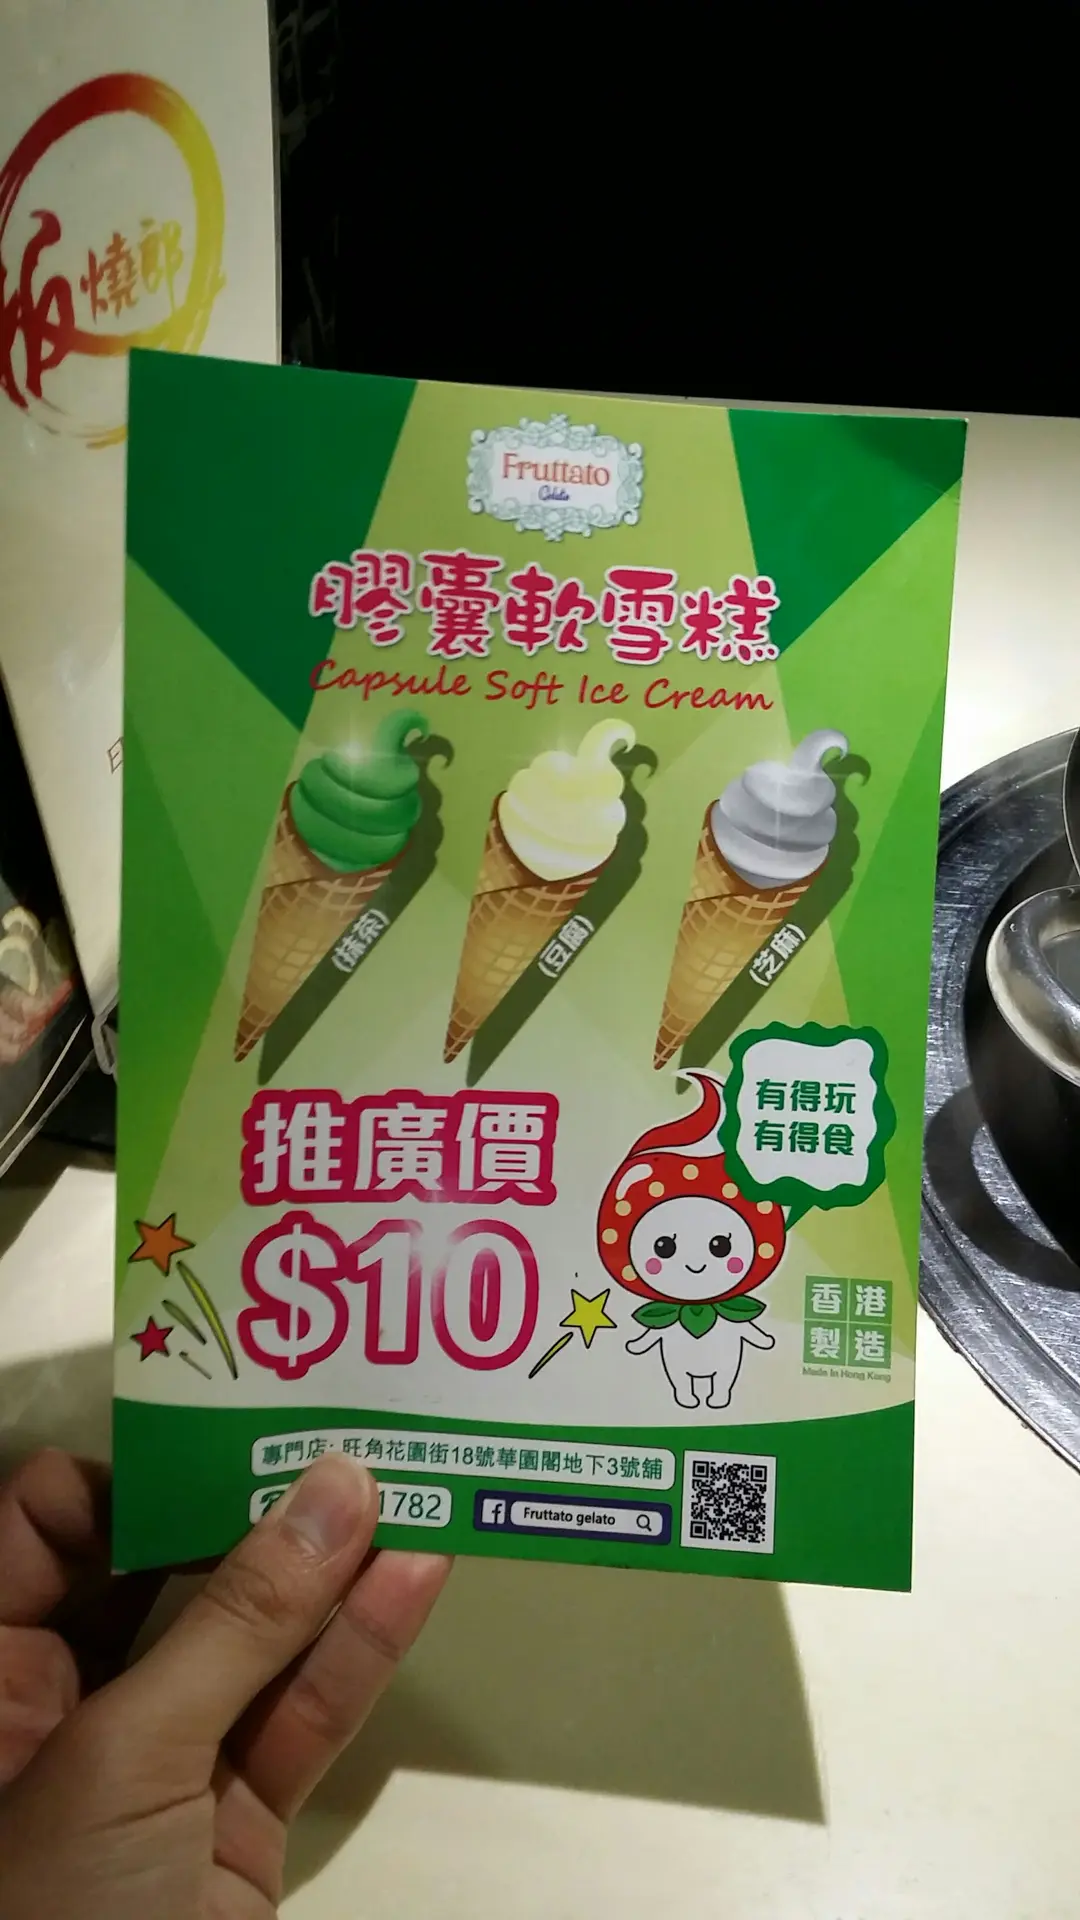 板燒郎
Fruttato
Gelato
膠囊軟雪糕
Capsule Soft Ice Cream
(抹茶)
(豆腐)
(芝麻)
有得玩
有得食
推廣價
$10
香港
製造
Made In Hong Kong
專門店: 旺角花園街18號華園閣地下3號舖
1782
f Fruttato gelato